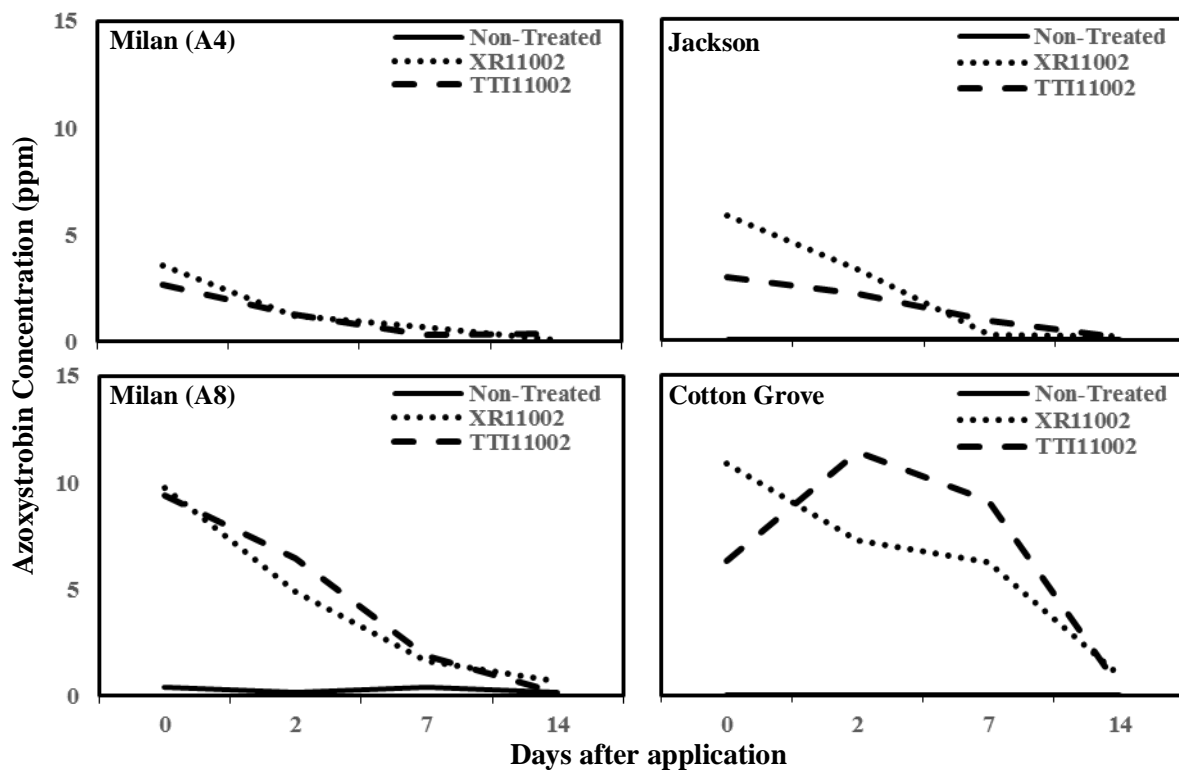 Azoxystrobin Concentration (ppm)
15
10
5
0
Milan (A4)
Non-Treated
XR11002
TTI11002
Jackson
Non-Treated
XR11002
TTI11002
15
10
5
0
Milan (A8)
Non-Treated
XR11002
TTI11002
Cotton Grove
Non-Treated
XR11002
TTI11002
0 2 7 14
0 2 7 14
Days after application